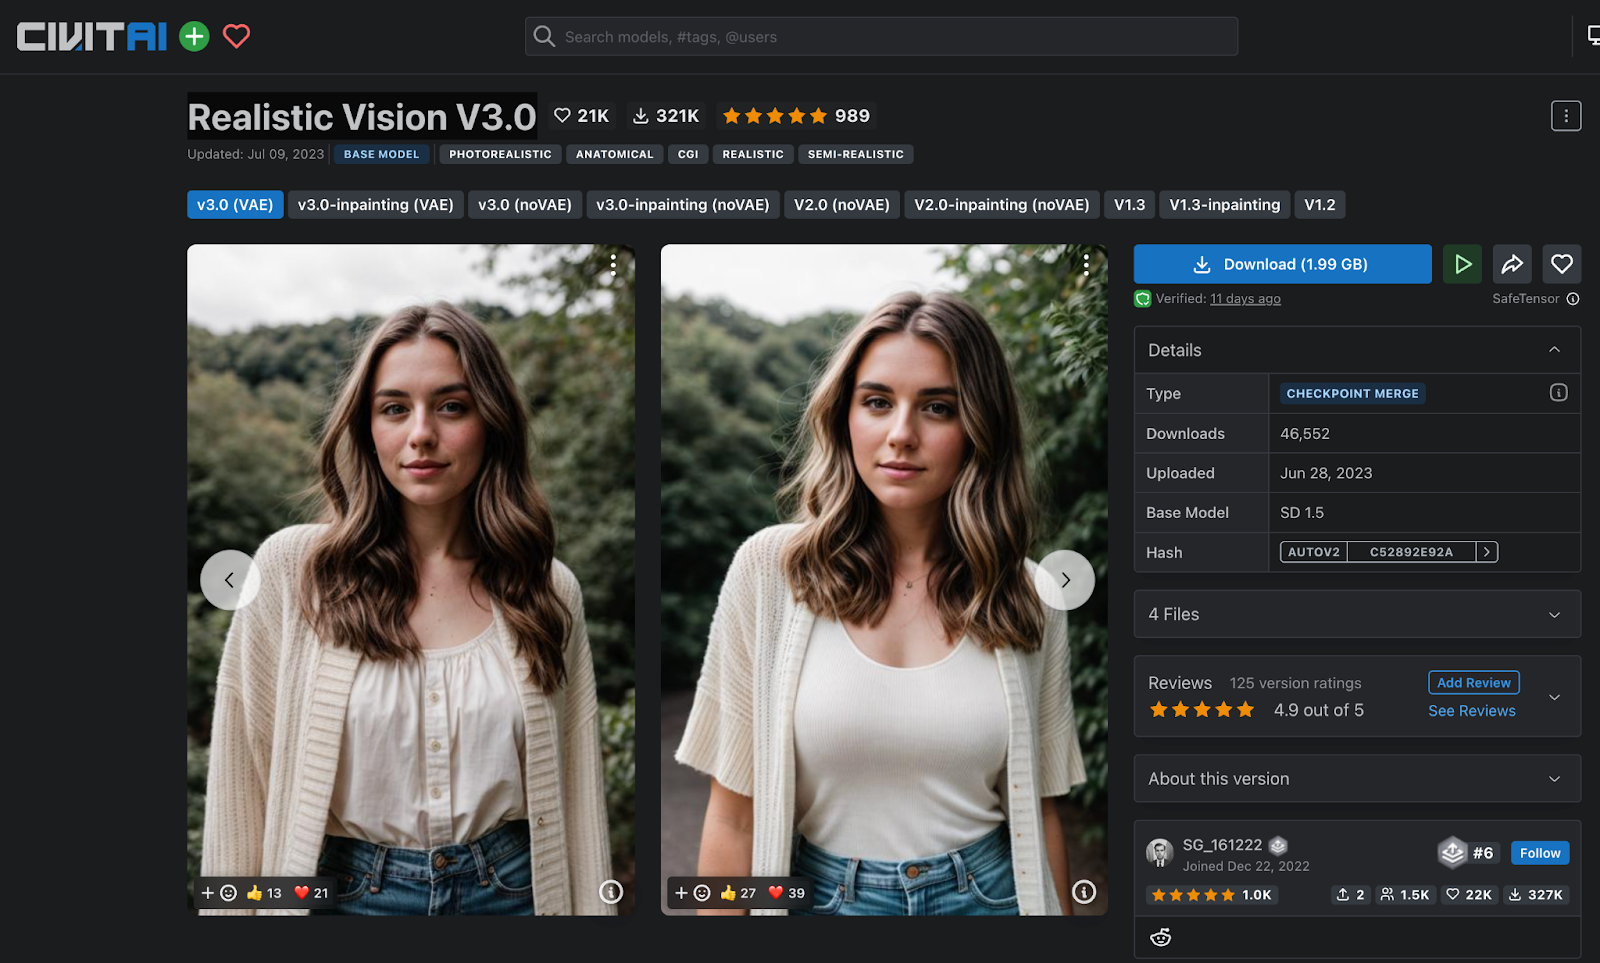 CIVITAI
Search models, #tags, @users
Realistic Vision V3.0 21K 321K 989
Updated: Jul 09, 2023 BASE MODEL PHOTOREALISTIC ANATOMICAL CGI REALISTIC SEMI-REALISTIC
v3.0 (VAE) v3.0-inpainting (VAE) v3.0 (noVAE) v3.0-inpainting (noVAE) V2.0 (noVAE) V2.0-inpainting (noVAE) V1.3 V1.3-inpainting V1.2
13 21
27 39
Download (1.99 GB)
Verified: 11 days ago SafeTensor
Details
Type CHECKPOINT MERGE
Downloads 46,552
Uploaded Jun 28, 2023
Base Model SD 1.5
Hash AUTOV2 C52892E92A
4 Files
Reviews 125 version ratings Add Review
4.9 out of 5 See Reviews
About this version
SG_161222 #6 Follow
Joined Dec 22, 2022
1.0K 2 1.5K 22K 327K